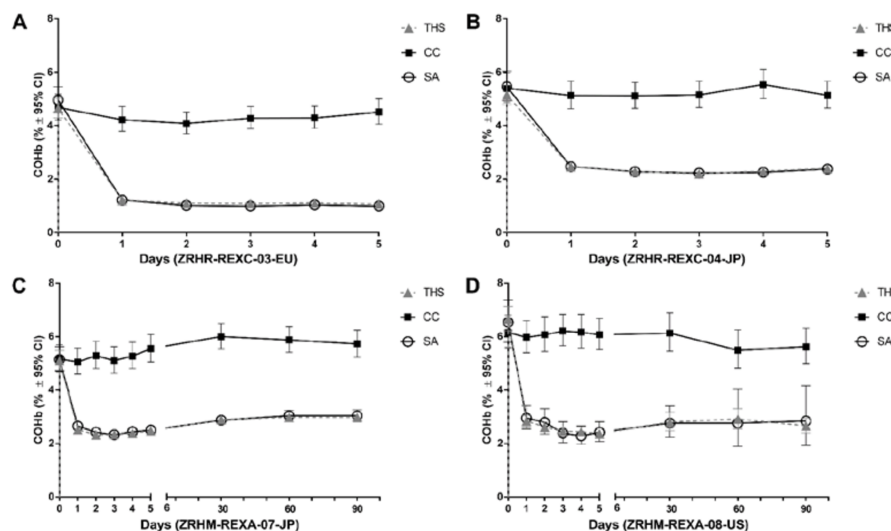 A
COHb (% ± 95% CI)
8
6
4
2
0
0 1 2 3 4 5
Days (ZRHR-REXC-03-EU)
THS
CC
SA
B
COHb (% ± 95% CI)
8
6
4
2
0
0 1 2 3 4 5
Days (ZRHR-REXC-04-JP)
THS
CC
SA
C
COHb (% ± 95% CI)
8
6
4
2
0
0 1 2 3 4 5 6 30 60 90
Days (ZRHM-REXA-07-JP)
THS
CC
SA
D
COHb (% ± 95% CI)
8
6
4
2
0
0 1 2 3 4 5 6 30 60 90
Days (ZRHM-REXA-08-US)
THS
CC
SA